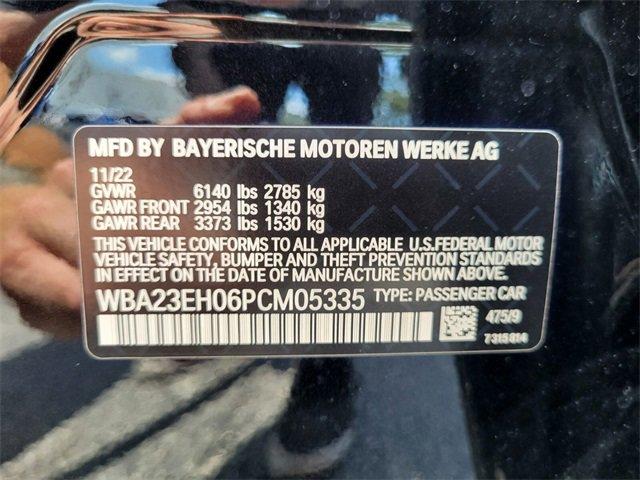 MFD BY BAYERISCHE MOTOREN WERKE AG
11/22
GVWR 6140 lbs 2785 kg
GAWR FRONT 2954 lbs 1340 kg
GAWR REAR 3373 lbs 1530 kg
THIS VEHICLE CONFORMS TO ALL APPLICABLE U.S.FEDERAL MOTOR
VEHICLE SAFETY, BUMPER AND THEFT PREVENTION STANDARDS
IN EFFECT ON THE DATE OF MANUFACTURE SHOWN ABOVE.
WBA23EH06PCM05335 TYPE: PASSENGER CAR
475/9
7315814